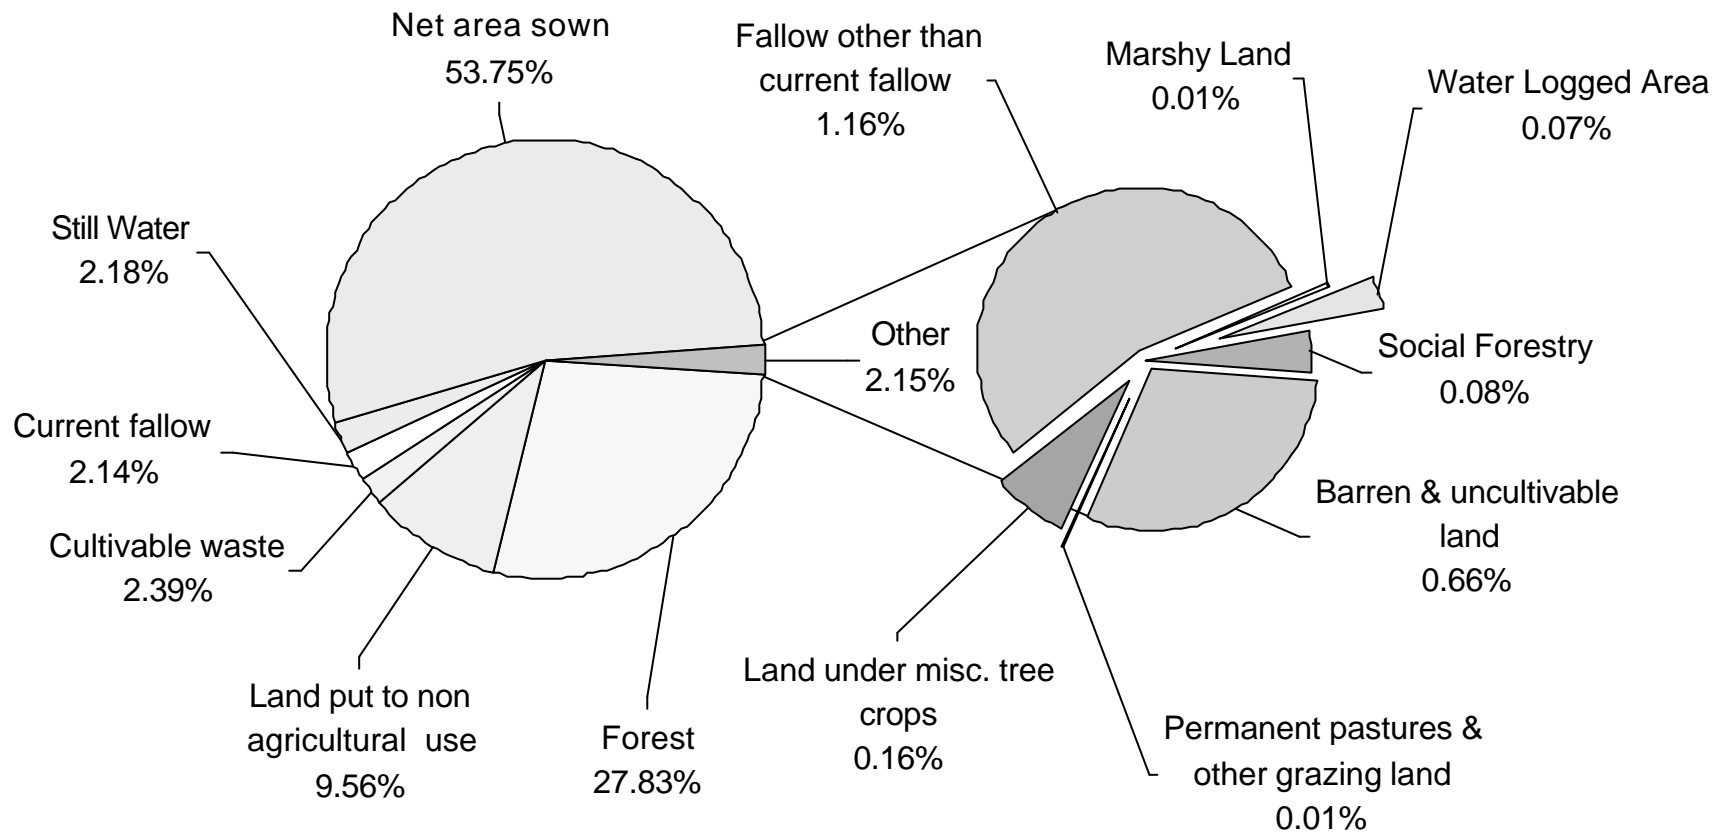 Net area sown
53.75%
Fallow other than
current fallow
1.16%
Marshy Land
0.01%
Water Logged Area
0.07%
Still Water
2.18%
Other
2.15%
Social Forestry
0.08%
Current fallow
2.14%
Barren & uncultivable
land
0.66%
Cultivable waste
2.39%
Land put to non
agricultural use
9.56%
Forest
27.83%
Land under misc. tree
crops
0.16%
Permanent pastures &
other grazing land
0.01%